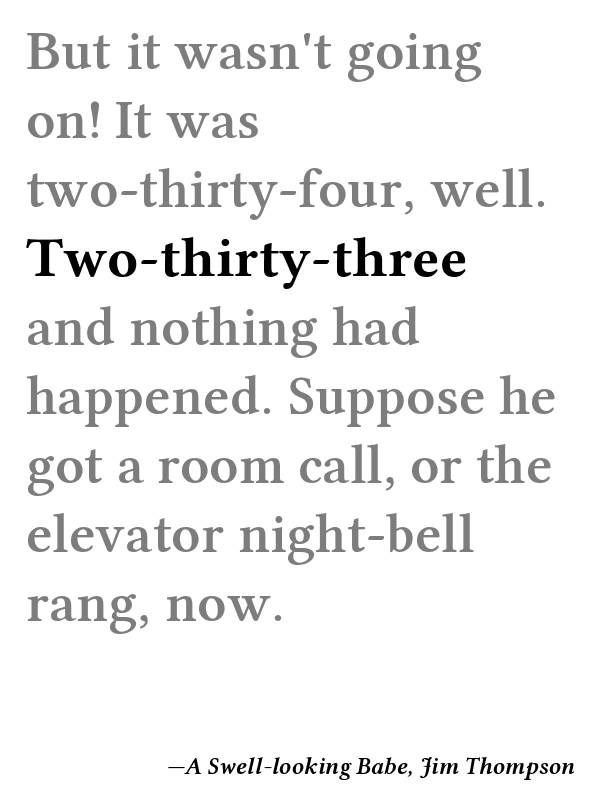 But it wasn't going
on! It was
two-thirty-four, well.
Two-thirty-three
and nothing had
happened. Suppose he
got a room call, or the
elevator night-bell
rang, now.
—A Swell-looking Babe, Jim Thompson